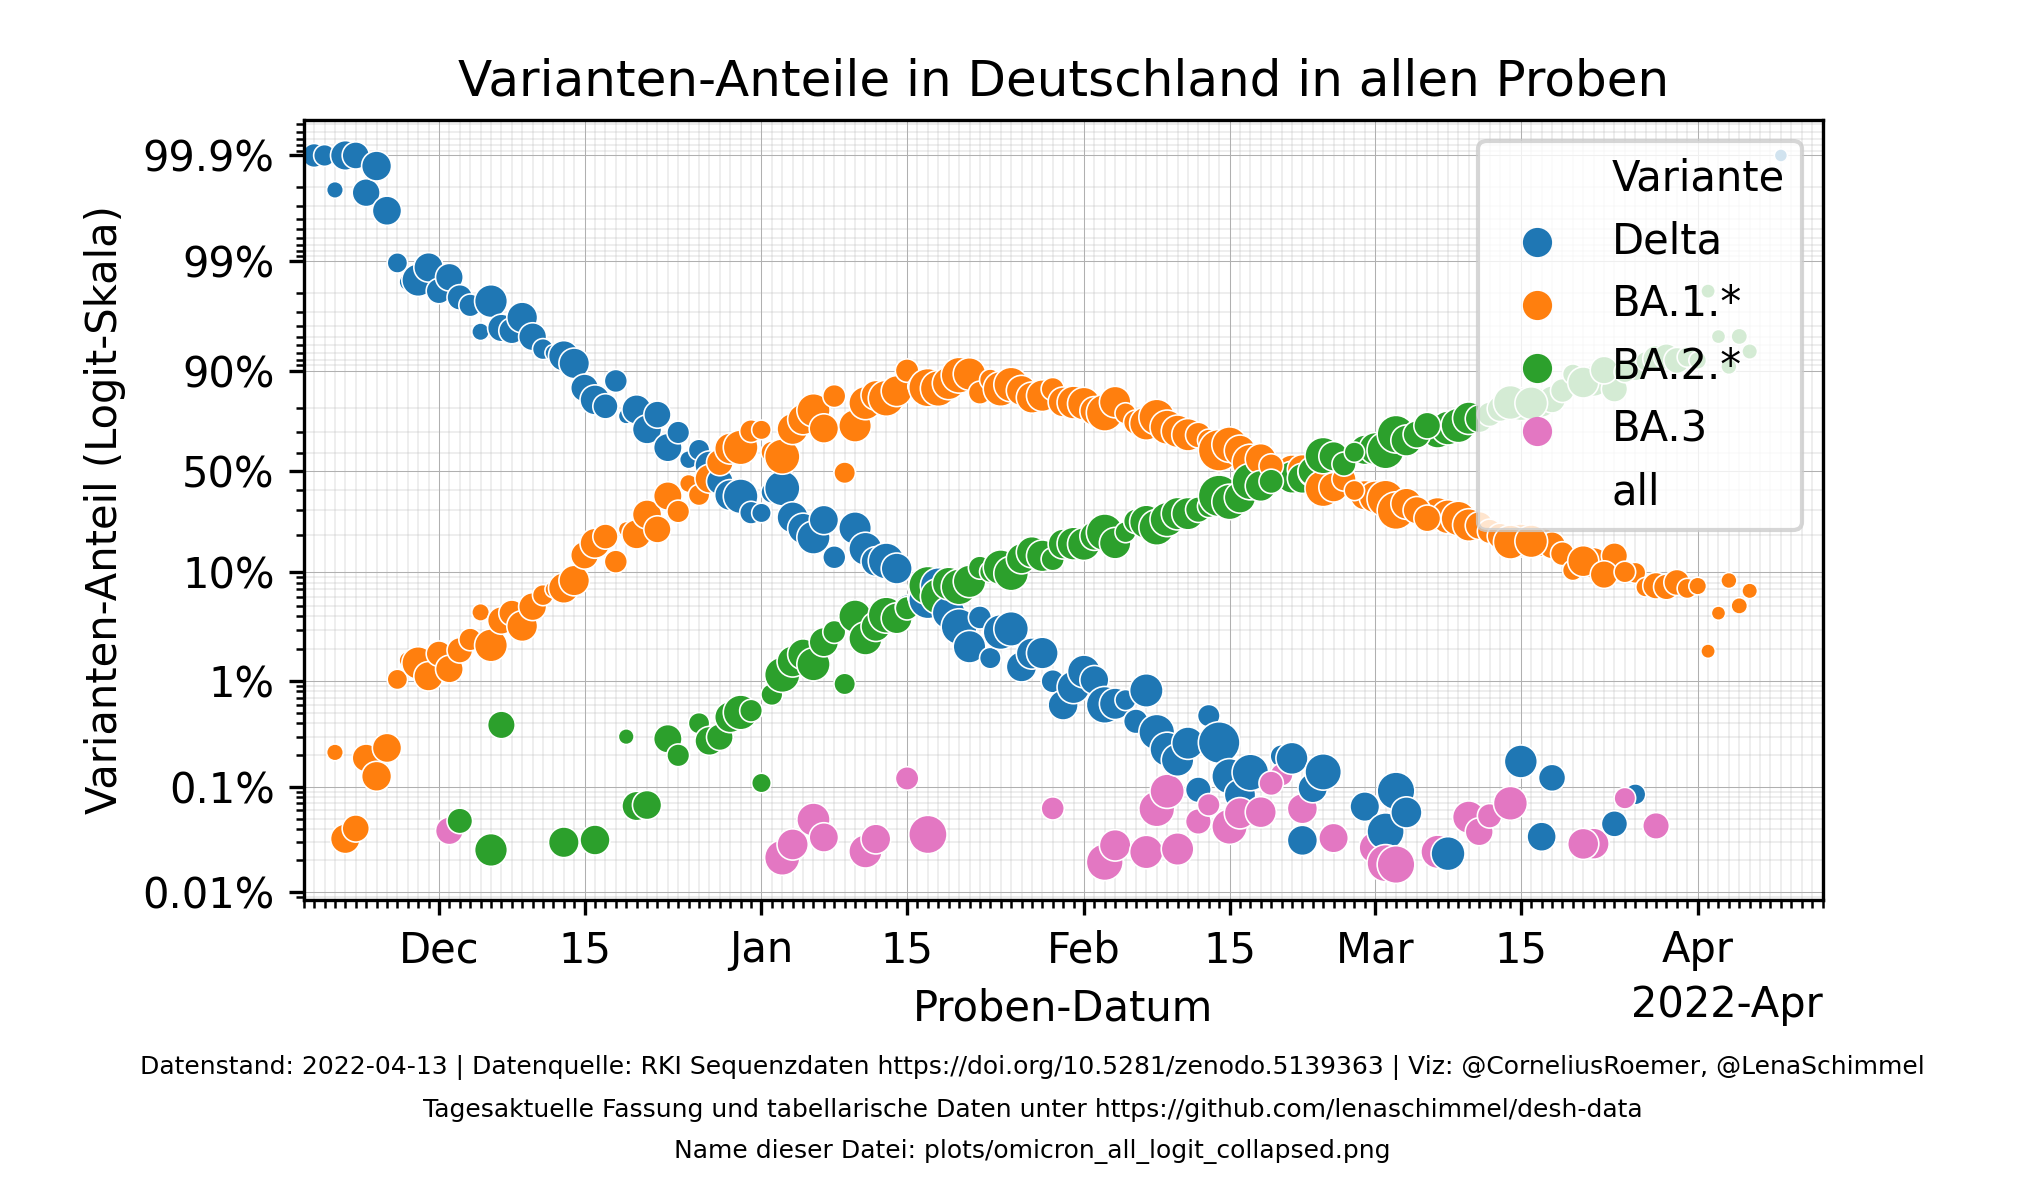 Varianten-Anteile in Deutschland in allen Proben
Varianten-Anteil (Logit-Skala)
99.9%
99%
90%
50%
10%
1%
0.1%
0.01%
Variante
Delta
BA.1.*
BA.2.*
BA.3
all
Dec 15 Jan 15 Feb 15 Mar 15 Apr
Proben-Datum
2022-Apr
Datenstand: 2022-04-13 | Datenquelle: RKI Sequenzdaten https://doi.org/10.5281/zenodo.5139363 | Viz: @CorneliusRoemer, @LenaSchimmel
Tagesaktuelle Fassung und tabellarische Daten unter https://github.com/lenaschimmel/desh-data
Name dieser Datei: plots/omicron_all_logit_collapsed.png